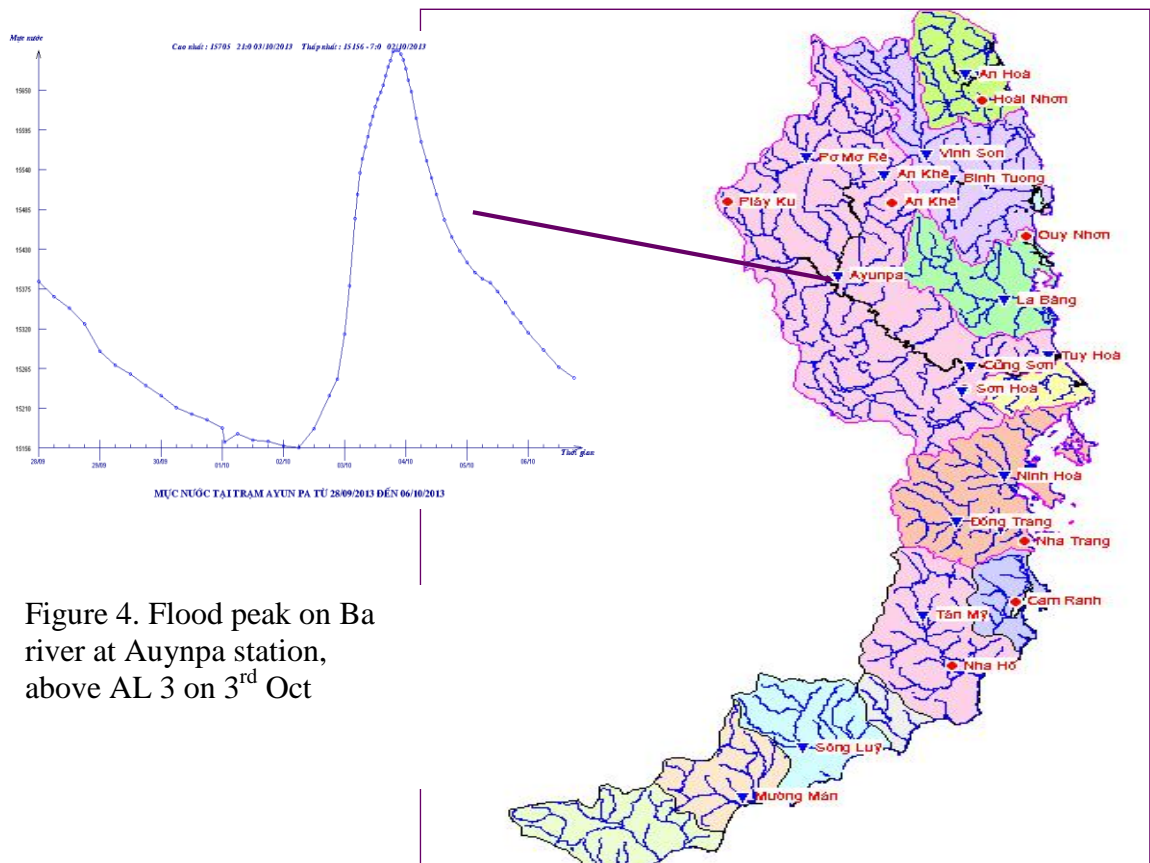 Mực nước
Cao nhất : 15705 21:0 03/10/2013 Thấp nhất : 15156 - 7:0 02/10/2013
15650
15595
15540
15485
15430
15375
15320
15265
15210
15156
28/09 29/09 30/09 01/10 02/10 03/10 04/10 05/10 06/10
Thời gian
MỰC NƯỚC TẠI TRẠM AYUN PA TỪ 28/09/2013 ĐẾN 06/10/2013
Figure 4. Flood peak on Ba
river at Auynpa station,
above AL 3 on 3rd Oct
An Hoà
Hoài Nhơn
Pơ Mơ Rê
Vĩnh Sơn
An Khê
Bình Tuong
Plây Ku
An Khê
Quy Nhơn
Ayunpa
La Bâng
Tuy Hoà
Củng Sơn
Sơn Hoà
Ninh Hoà
Đồng Trang
Nha Trang
Cam Ranh
Tân Mỹ
Nha Hố
Sông Luỹ
Mường Mán